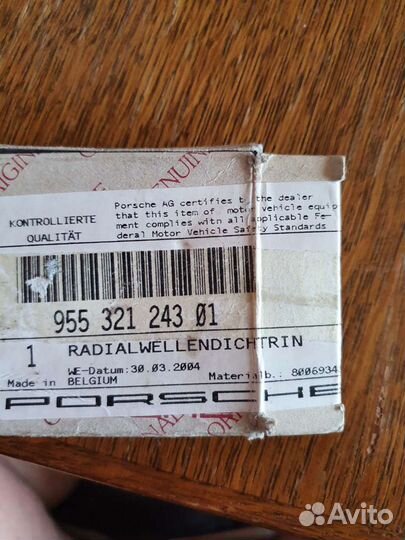 KONTROLLIERTE
QUALITÄT
Porsche AG certifies to the dealer
that this item of motor vehicle equip
ment complies with all applicable Fe-
deral Motor Vehicle Safety Standards
955 321 243 01
1 RADIALWELLENDICHTRIN
WE-Datum: 30.03.2004
Made in BELGIUM
Materialb.: 8006934
PORSCHE
Avito